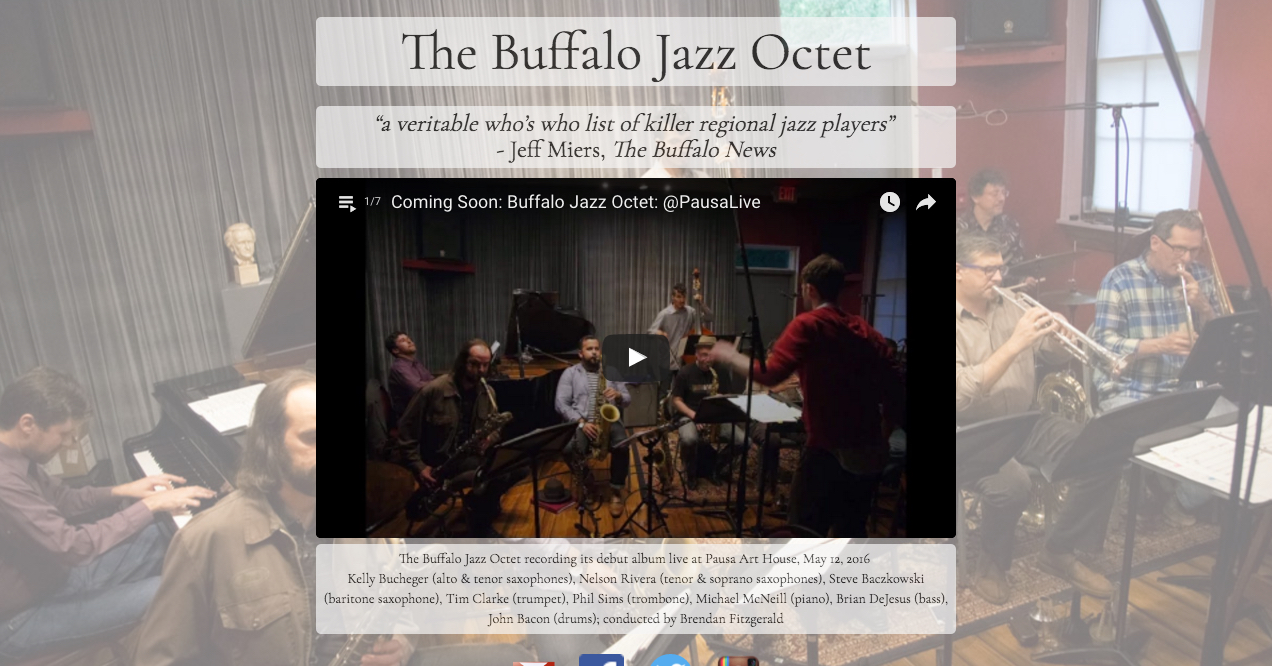 The Buffalo Jazz Octet
“a veritable who’s who list of killer regional jazz players”
- Jeff Miers, The Buffalo News
1/7 Coming Soon: Buffalo Jazz Octet: @PausaLive
EXIT
The Buffalo Jazz Octet recording its debut album live at Pausa Art House, May 12, 2016
Kelly Bucheger (alto & tenor saxophones), Nelson Rivera (tenor & soprano saxophones), Steve Baczkowski
(baritone saxophone), Tim Clarke (trumpet), Phil Sims (trombone), Michael McNeill (piano), Brian DeJesus (bass),
John Bacon (drums); conducted by Brendan Fitzgerald